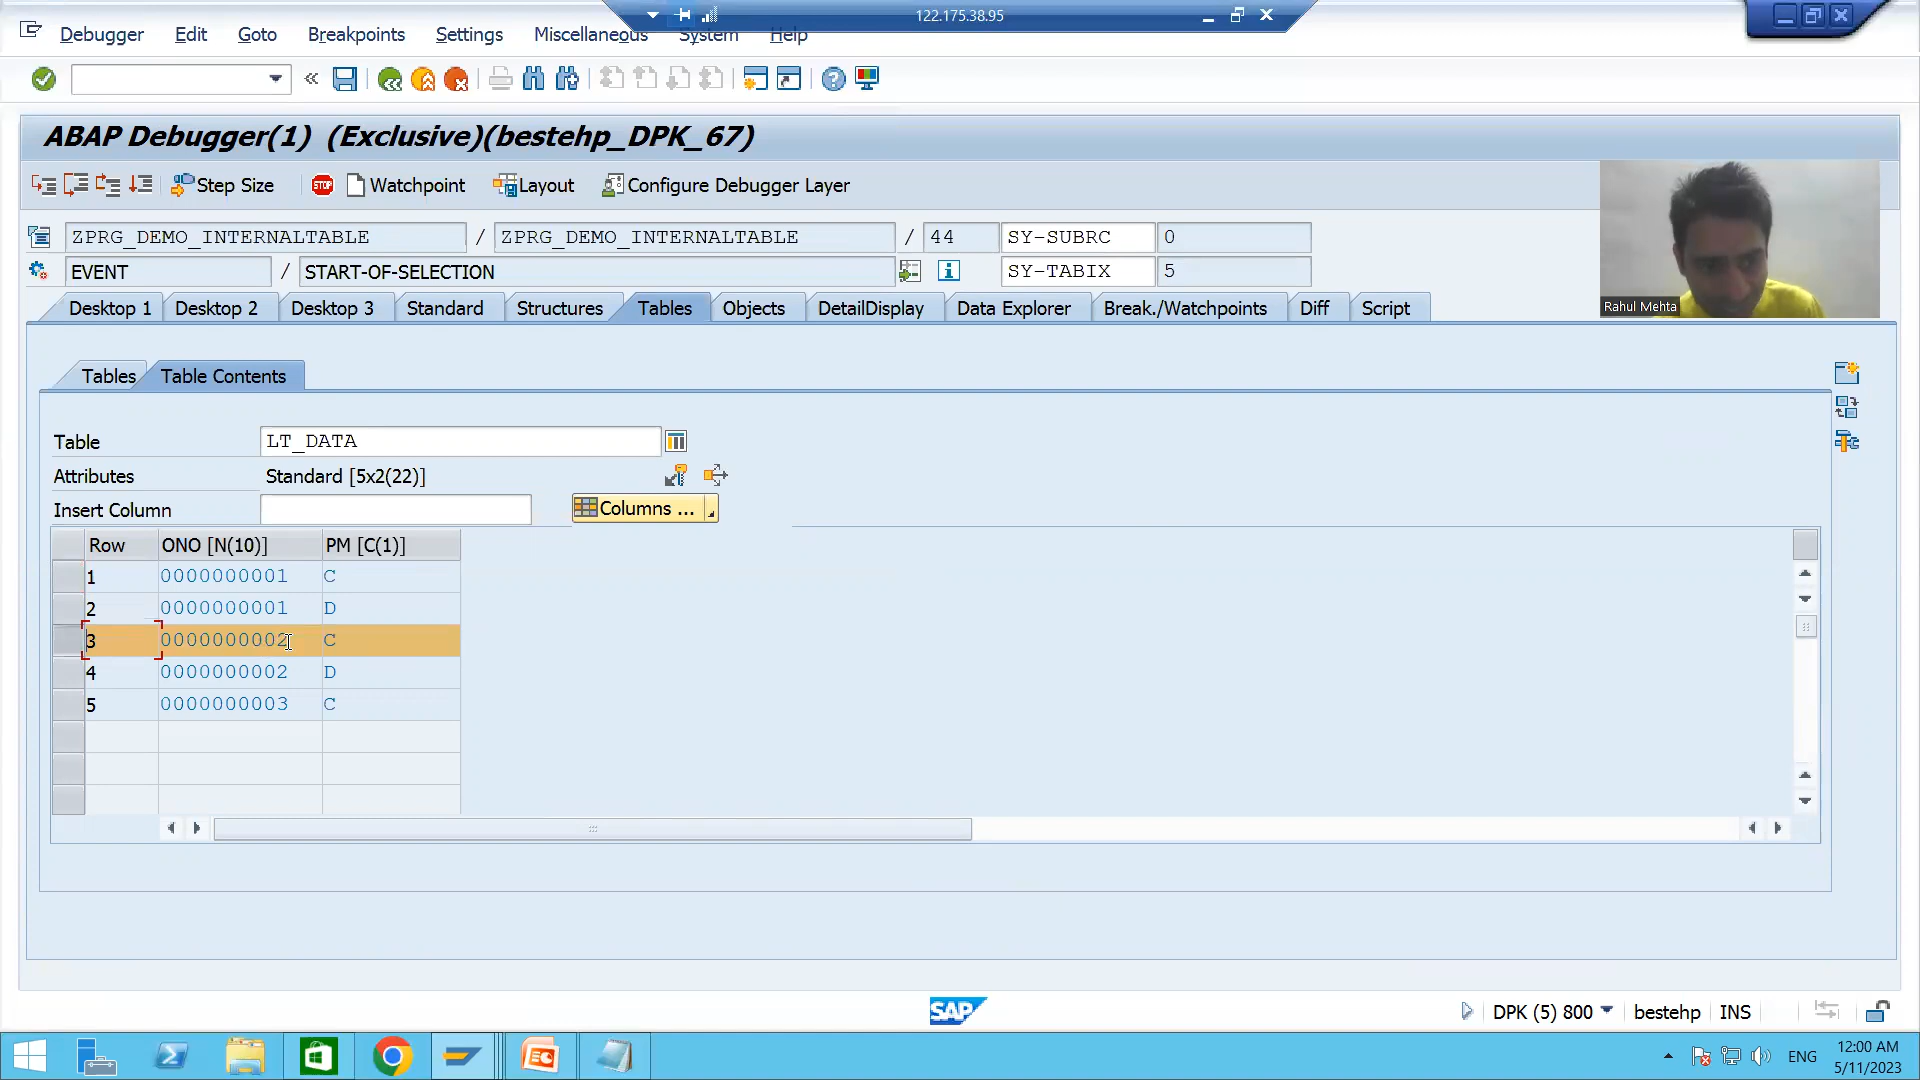 122.175.38.95
Debugger Edit Goto Breakpoints Settings Miscellaneous System Help
ABAP Debugger(1) (Exclusive)(bestehp_DPK_67)
Step Size STOP Watchpoint Layout Configure Debugger Layer
ZPRG_DEMO_INTERNALTABLE / ZPRG_DEMO_INTERNALTABLE / 44 SY-SUBRC 0
EVENT / START-OF-SELECTION SY-TABIX 5
Rahul Mehta
Desktop 1 Desktop 2 Desktop 3 Standard Structures Tables Objects DetailDisplay Data Explorer Break./Watchpoints Diff Script
Tables Table Contents
Table LT_DATA
Attributes Standard [5x2(22)]
Insert Column Columns ...
Row ONO [N(10)] PM [C(1)]
1 0000000001 C
2 0000000001 D
3 0000000002 C
4 0000000002 D
5 0000000003 C
SAP DPK (5) 800 bestehp INS
ENG 12:00 AM
5/11/2023